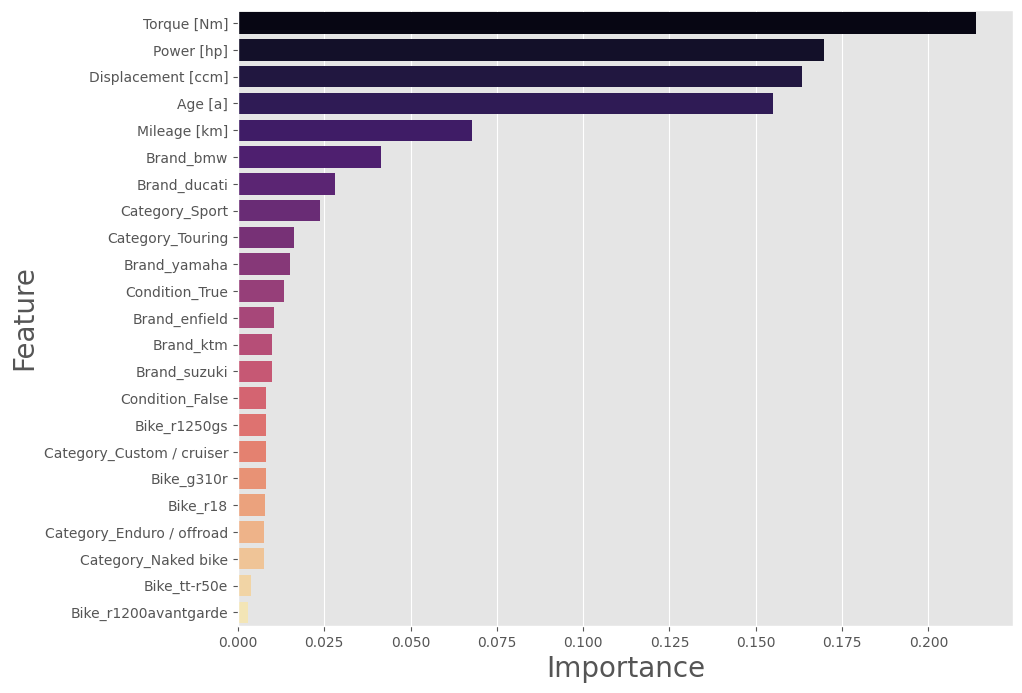 Torque [Nm]
Power [hp]
Displacement [ccm]
Age [a]
Mileage [km]
Brand_bmw
Brand_ducati
Category_Sport
Category_Touring
Brand_yamaha
Condition_True
Brand_enfield
Brand_ktm
Brand_suzuki
Condition_False
Bike_r1250gs
Category_Custom / cruiser
Bike_g310r
Bike_r18
Category_Enduro / offroad
Category_Naked bike
Bike_tt-r50e
Bike_r1200avantgarde
Feature
0.000 0.025 0.050 0.075 0.100 0.125 0.150 0.175 0.200
Importance